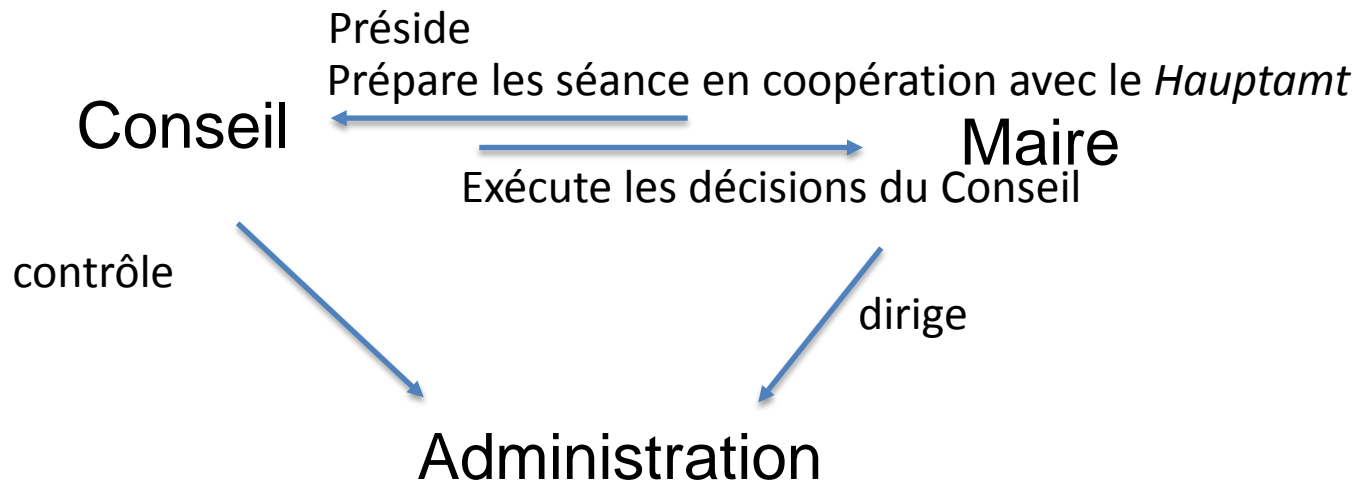 Préside
Prépare les séance en coopération avec le Hauptamt
Conseil
Maire
Exécute les décisions du Conseil
contrôle
dirige
Administration